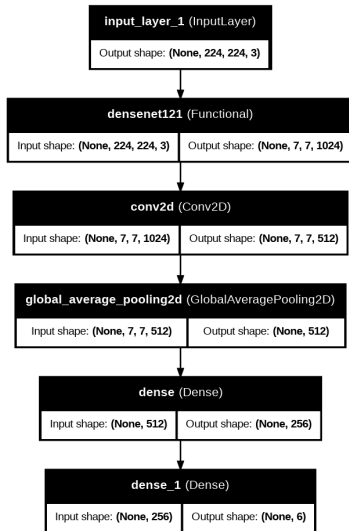 input_layer_1 (InputLayer)
Output shape: (None, 224, 224, 3)
densenet121 (Functional)
Input shape: (None, 224, 224, 3) Output shape: (None, 7, 7, 1024)
conv2d (Conv2D)
Input shape: (None, 7, 7, 1024) Output shape: (None, 7, 7, 512)
global_average_pooling2d (GlobalAveragePooling2D)
Input shape: (None, 7, 7, 512) Output shape: (None, 512)
dense (Dense)
Input shape: (None, 512) Output shape: (None, 256)
dense_1 (Dense)
Input shape: (None, 256) Output shape: (None, 6)